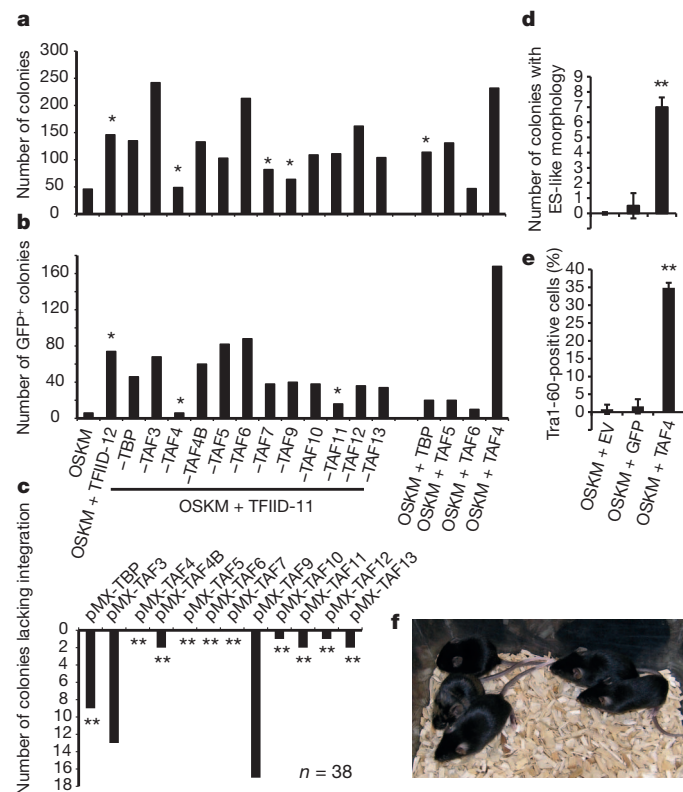 a
Number of colonies
300
250
200
150
100
50
0
*
*
*
*
*
b
Number of GFP+ colonies
160
120
80
40
0
*
*
*
OSKM
OSKM + TFIID-12
–TBP
–TAF3
–TAF4
–TAF4B
–TAF5
–TAF6
–TAF7
–TAF9
–TAF10
–TAF11
–TAF12
–TAF13
OSKM + TFIID-11
OSKM + TBP
OSKM + TAF5
OSKM + TAF6
OSKM + TAF4
c
Number of colonies lacking integration
pMX-TBP
pMX-TAF3
pMX-TAF4
pMX-TAF4B
pMX-TAF5
pMX-TAF6
pMX-TAF7
pMX-TAF9
pMX-TAF10
pMX-TAF11
pMX-TAF12
pMX-TAF13
0
2
4
6
8
10
12
14
16
18
**
**
**
**
**
**
**
**
**
**
n = 38
d
Number of colonies with
ES-like morphology
9
8
7
6
5
4
3
2
1
0
**
e
Tra1-60-positive cells (%)
40
35
30
25
20
15
10
5
0
**
OSKM + EV
OSKM + GFP
OSKM + TAF4
f